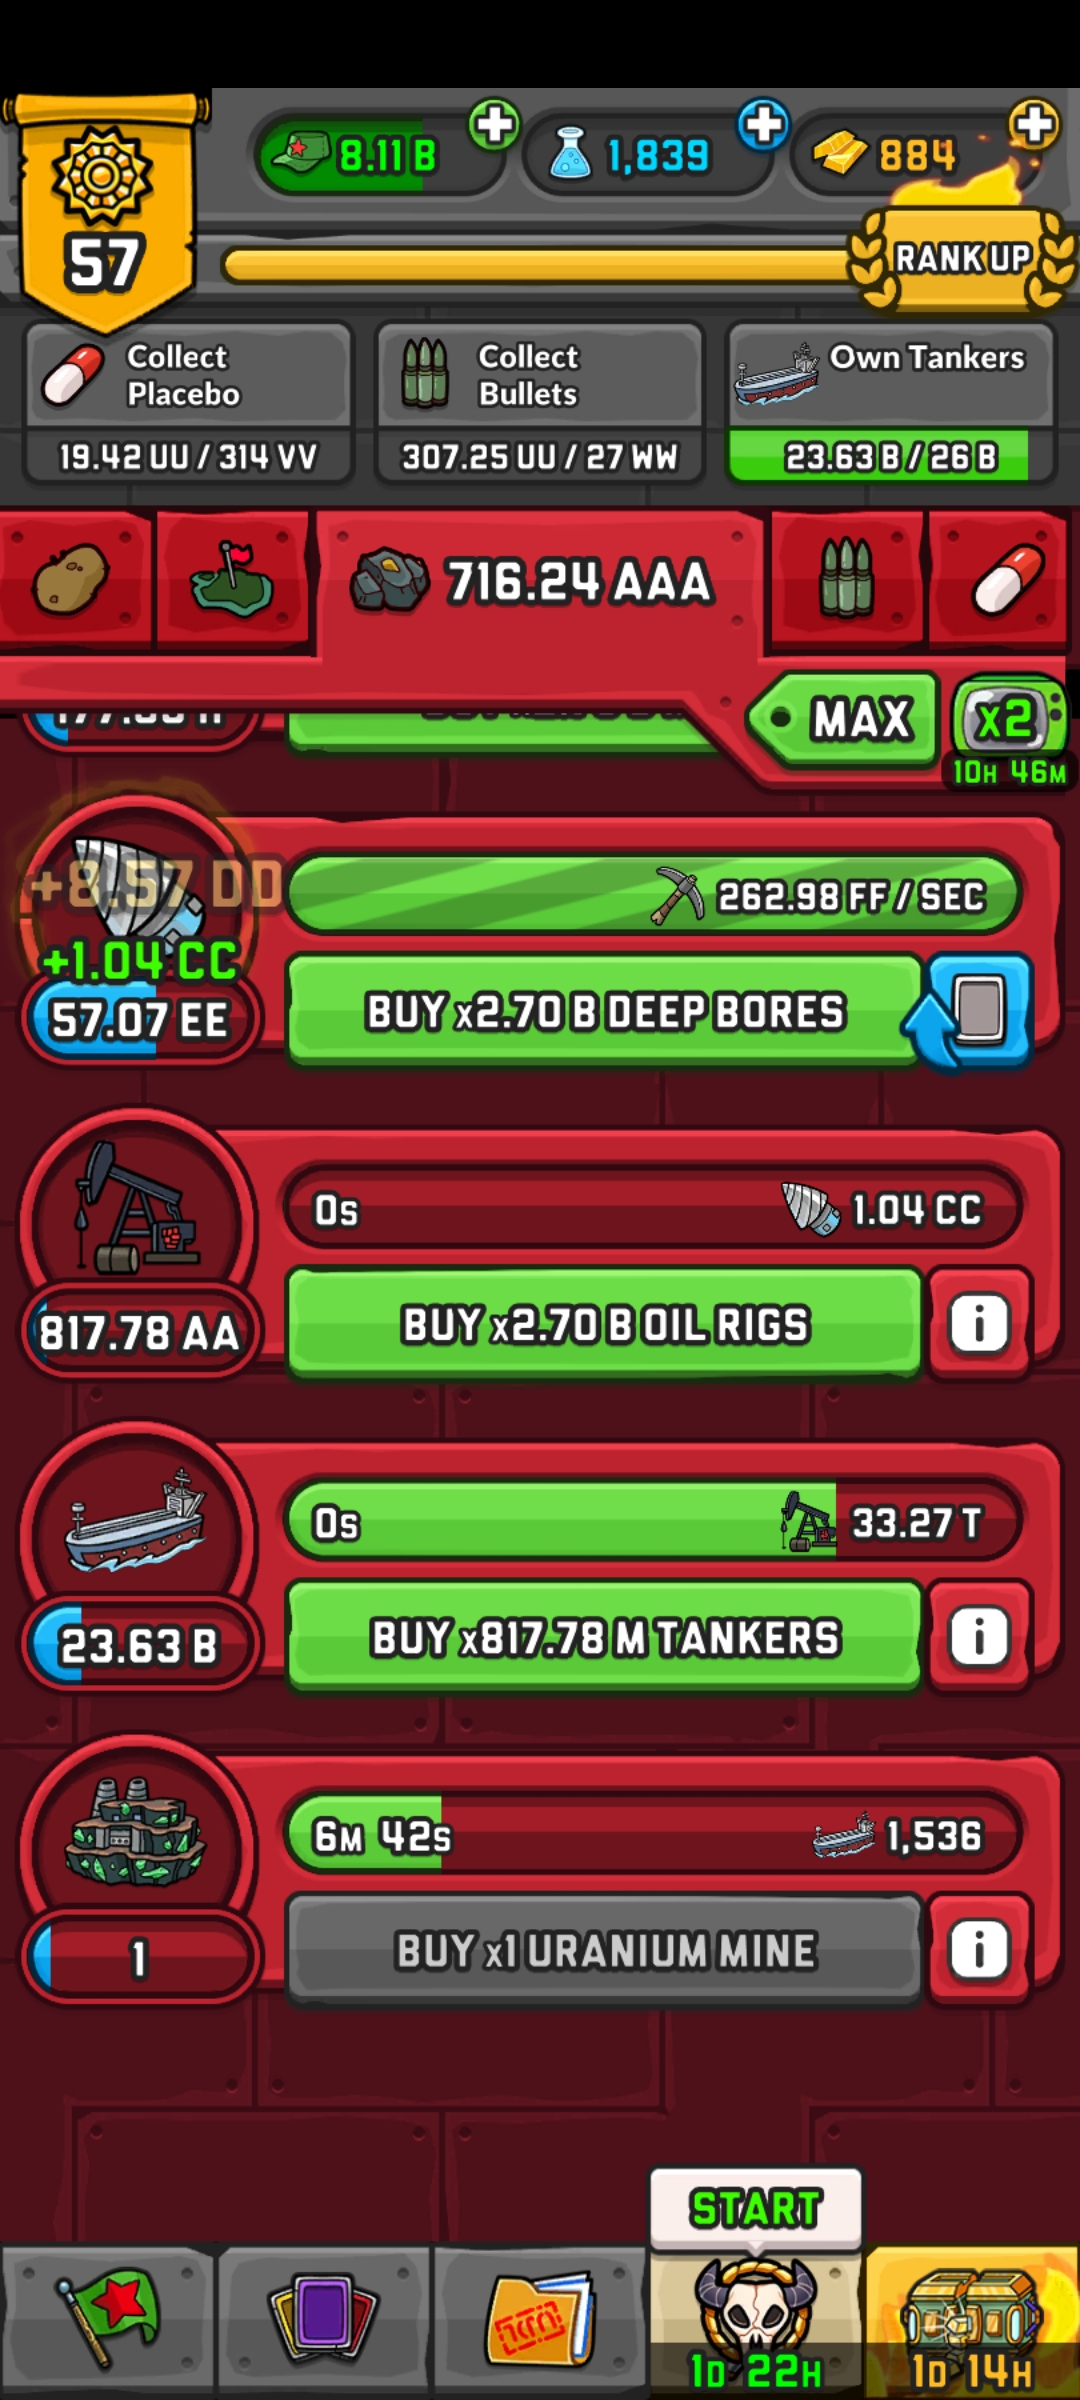 8.11 B
1,839
884
57
RANK UP
Collect
Placebo
19.42 UU / 314 VV
Collect
Bullets
307.25 UU / 27 WW
Own Tankers
23.63 B / 26 B
716.24 AAA
MAX
x2
10H 46M
+8.57 DD
+1.04 CC
57.07 EE
262.98 FF / SEC
BUY x2.70 B DEEP BORES
0s
1.04 CC
817.78 AA
BUY x2.70 B OIL RIGS
0s
33.27 T
23.63 B
BUY x817.78 M TANKERS
6M 42s
1,536
1
BUY x1 URANIUM MINE
START
1D 22H
1D 14H